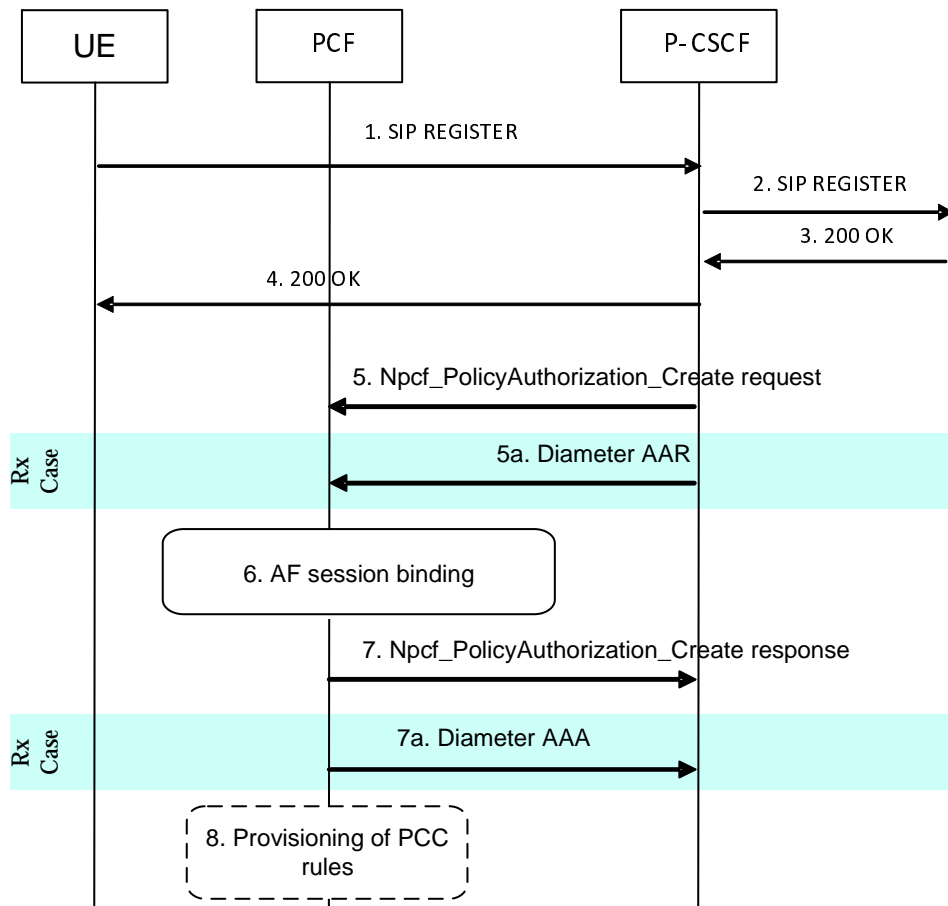 UE
PCF
P-CSCF
1. SIP REGISTER
2. SIP REGISTER
3. 200 OK
4. 200 OK
5. Npcf_PolicyAuthorization_Create request
Rx
Case
5a. Diameter AAR
6. AF session binding
7. Npcf_PolicyAuthorization_Create response
Rx
Case
7a. Diameter AAA
8. Provisioning of PCC
rules